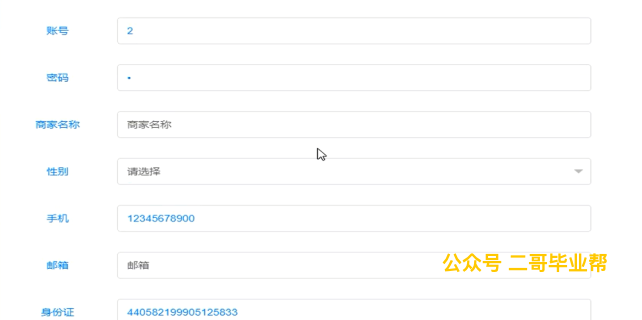 账号 2
密码 •
商家名称 商家名称
性别 请选择
手机 12345678900
邮箱 邮箱
公众号 二哥毕业帮
身份证 440582199905125833